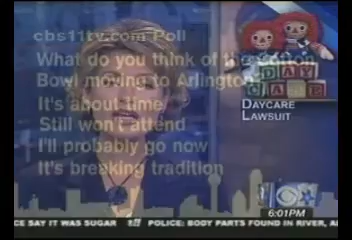 cbs11tv.com Poll
What do you think of the Cotton
Bowl moving to Arlington
It's about time
Still won't attend
I'll probably go now
It's breaking tradition
DAY
CARE
DAYCARE
LAWSUIT
6:01PM
ICE SAY IT WAS SUGAR
POLICE: BODY PARTS FOUND IN RIVER,